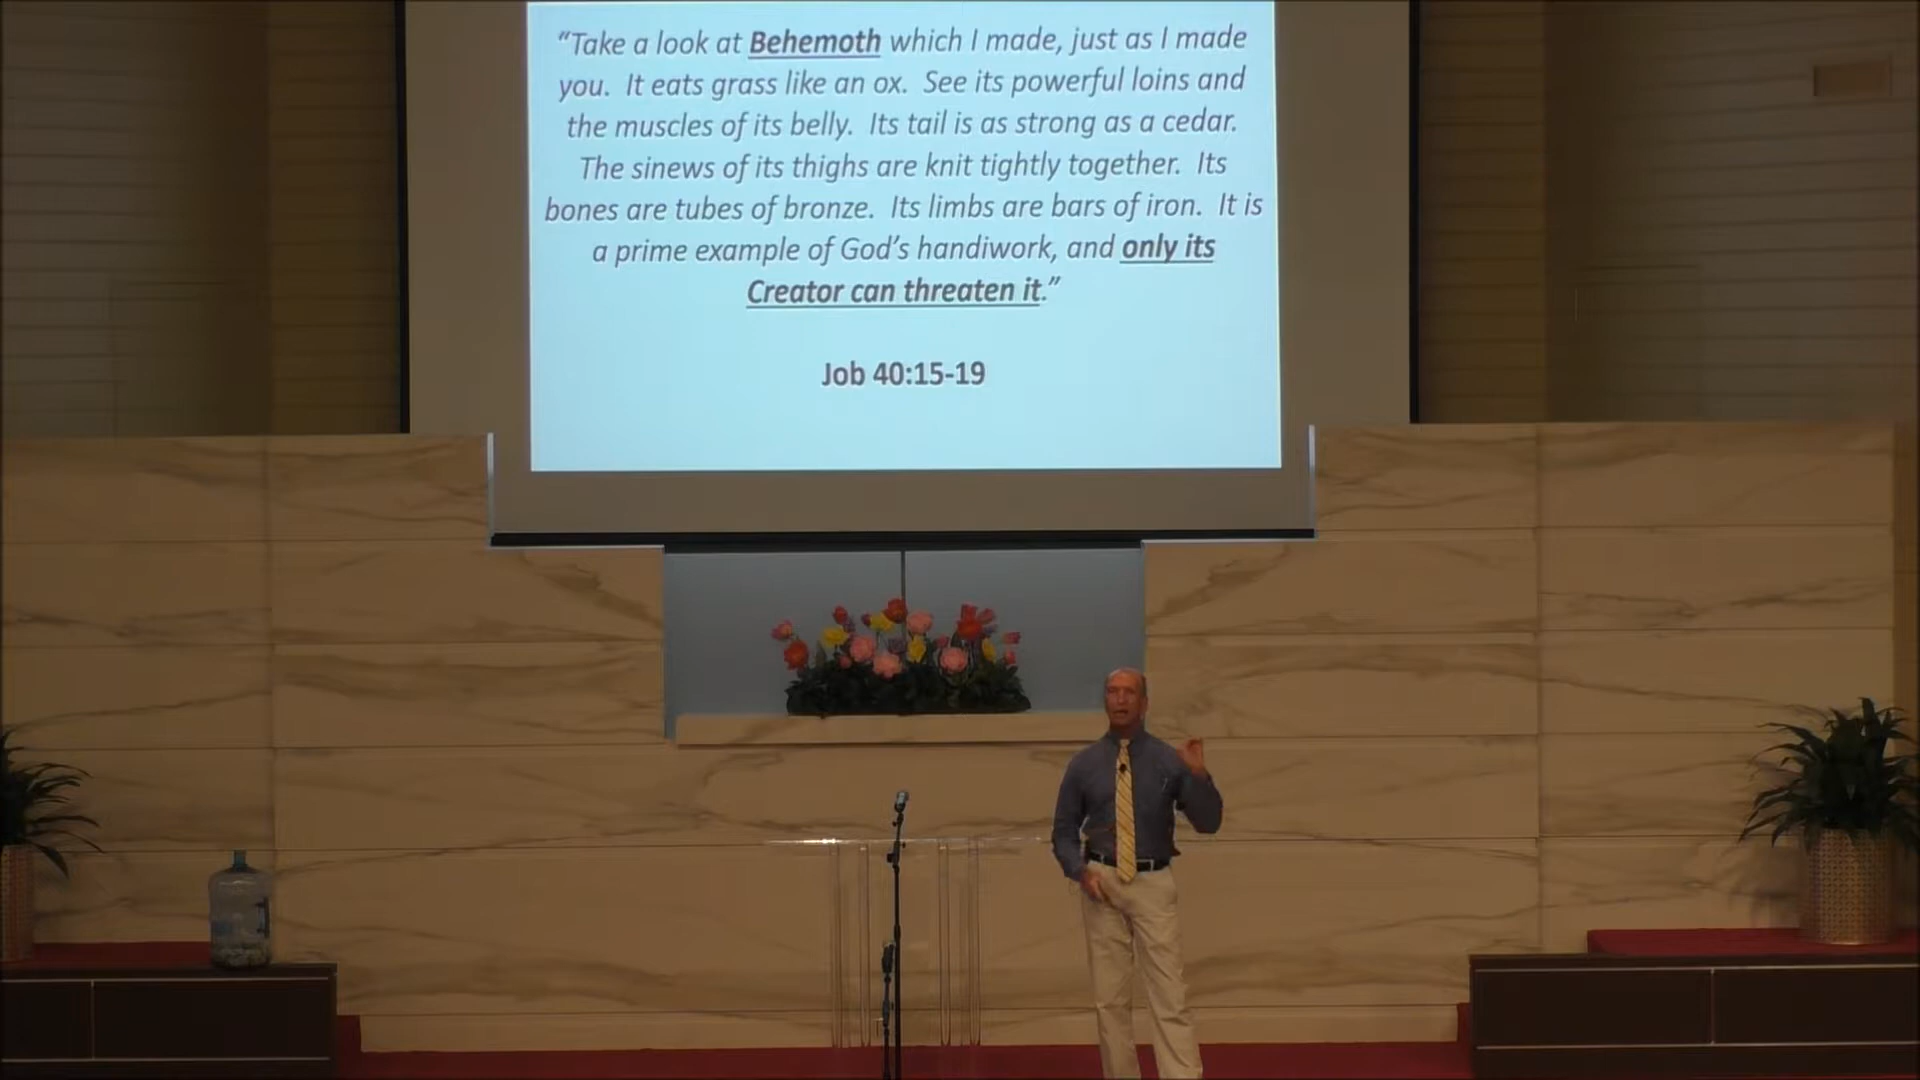 “Take a look at Behemoth which I made, just as I made
you.  It eats grass like an ox.  See its powerful loins and
the muscles of its belly.  Its tail is as strong as a cedar.
The sinews of its thighs are knit tightly together.  Its
bones are tubes of bronze.  Its limbs are bars of iron.  It is
a prime example of God’s handiwork, and only its
Creator can threaten it.”
Job 40:15-19